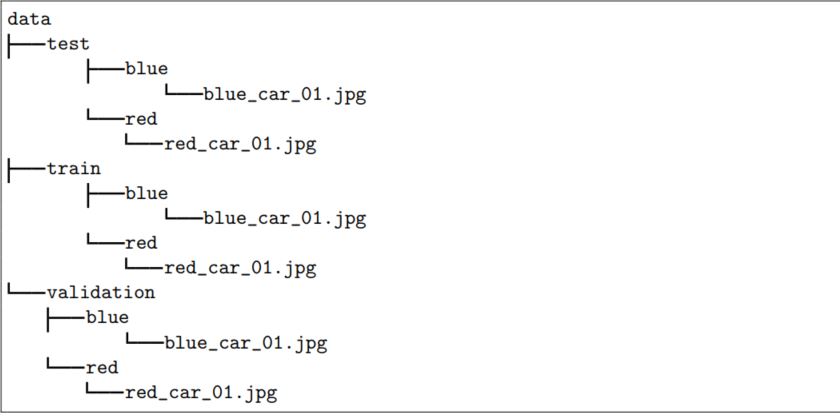 data
├──test
        ├──blue
                └──blue_car_01.jpg
        └──red
            └──red_car_01.jpg
├──train
        ├──blue
                └──blue_car_01.jpg
        └──red
            └──red_car_01.jpg
└──validation
    ├──blue
            └──blue_car_01.jpg
    └──red
        └──red_car_01.jpg